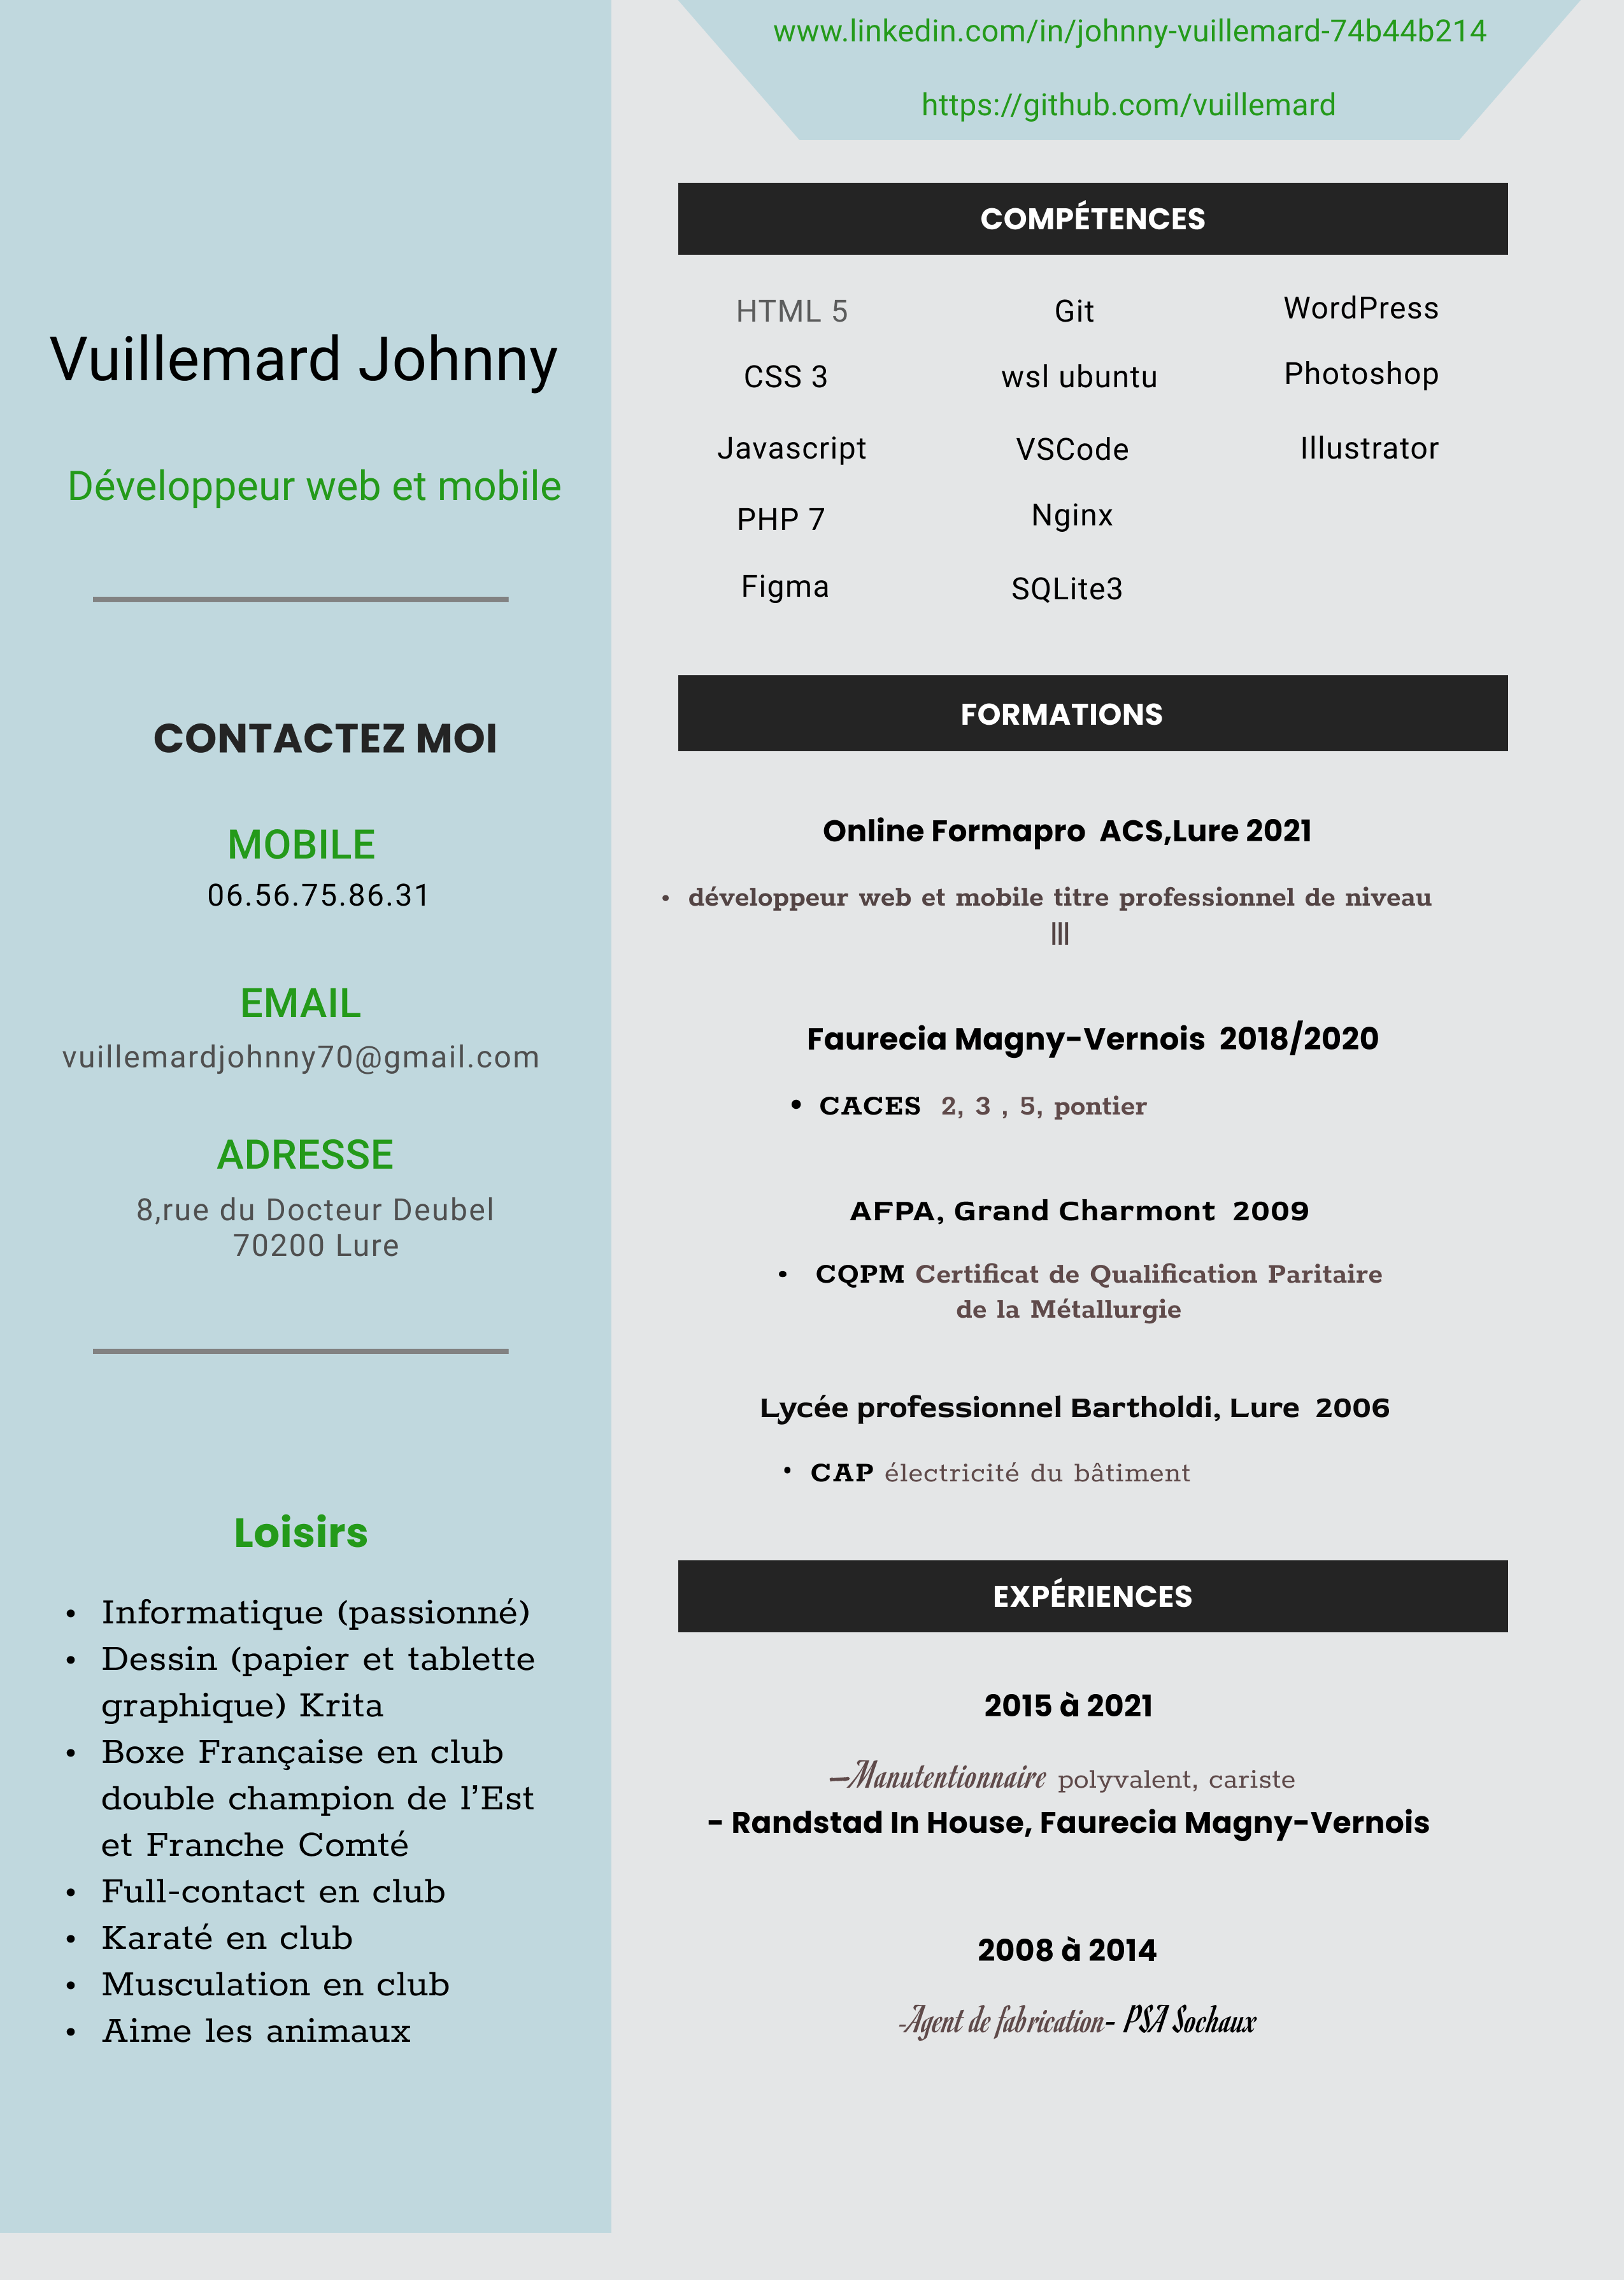 Vuillemard Johnny
Développeur web et mobile
CONTACTEZ MOI
MOBILE
06.56.75.86.31
EMAIL
vuillemardjohnny70@gmail.com
ADRESSE
8,rue du Docteur Deubel
70200 Lure
Loisirs
• Informatique (passionné)
• Dessin (papier et tablette
graphique) Krita
• Boxe Française en club
double champion de l’Est
et Franche Comté
• Full-contact en club
• Karaté en club
• Musculation en club
• Aime les animaux
www.linkedin.com/in/johnny-vuillemard-74b44b214
https://github.com/vuillemard
COMPÉTENCES
HTML 5
CSS 3
Javascript
PHP 7
Figma
Git
wsl ubuntu
VSCode
Nginx
SQLite3
WordPress
Photoshop
Illustrator
FORMATIONS
Online Formapro ACS,Lure 2021
• développeur web et mobile titre professionnel de niveau
III
Faurecia Magny-Vernois 2018/2020
• CACES 2, 3 , 5, pontier
AFPA, Grand Charmont 2009
• CQPM Certificat de Qualification Paritaire
de la Métallurgie
Lycée professionnel Bartholdi, Lure 2006
• CAP électricité du bâtiment
EXPÉRIENCES
2015 à 2021
–Manutentionnaire polyvalent, cariste
- Randstad In House, Faurecia Magny-Vernois
2008 à 2014
-Agent de fabrication- PSA Sochaux